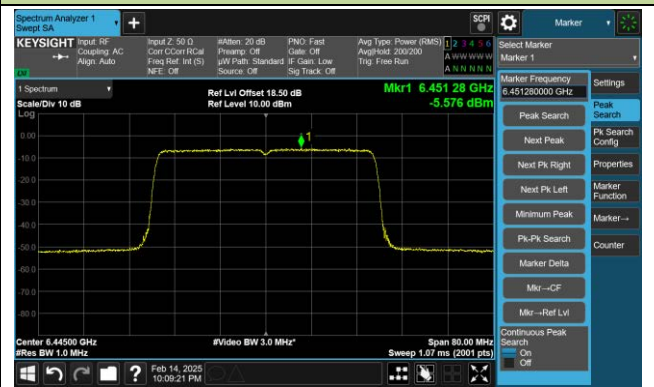 Spectrum Analyzer 1
Swept SA
SCPI
Marker
KEYSIGHT
Input: RF
Coupling: AC
Align: Auto
Input Z: 50 Ω
Corr CCorr RCal
Freq Ref: Int (S)
NFE: Off
#Atten: 20 dB
Preamp: Off
µW Path: Standard
Source: Off
PNO: Fast
Gate: Off
IF Gain: Low
Sig Track: Off
Avg Type: Power (RMS)
Avg|Hold: 200/200
Trig: Free Run
1 2 3 4 5 6
A W W W W W
A N N N N N
Select Marker
Marker 1
1 Spectrum
Scale/Div 10 dB
Log
Ref Lvl Offset 18.50 dB
Ref Level 10.00 dBm
Mkr1 6.451 28 GHz
-5.576 dBm
1
0.00
-10.0
-20.0
-30.0
-40.0
-50.0
-60.0
-70.0
-80.0
Center 6.44500 GHz
#Res BW 1.0 MHz
#Video BW 3.0 MHz*
Span 80.00 MHz
Sweep 1.07 ms (2001 pts)
Marker Frequency
6.451280000 GHz
Peak Search
Next Peak
Next Pk Right
Next Pk Left
Minimum Peak
Pk-Pk Search
Marker Delta
Mkr→CF
Mkr→Ref Lvl
Continuous Peak
Search
On
Off
Settings
Peak
Search
Pk Search
Config
Properties
Marker
Function
Marker→
Counter
?
Feb 14, 2025
10:09:21 PM